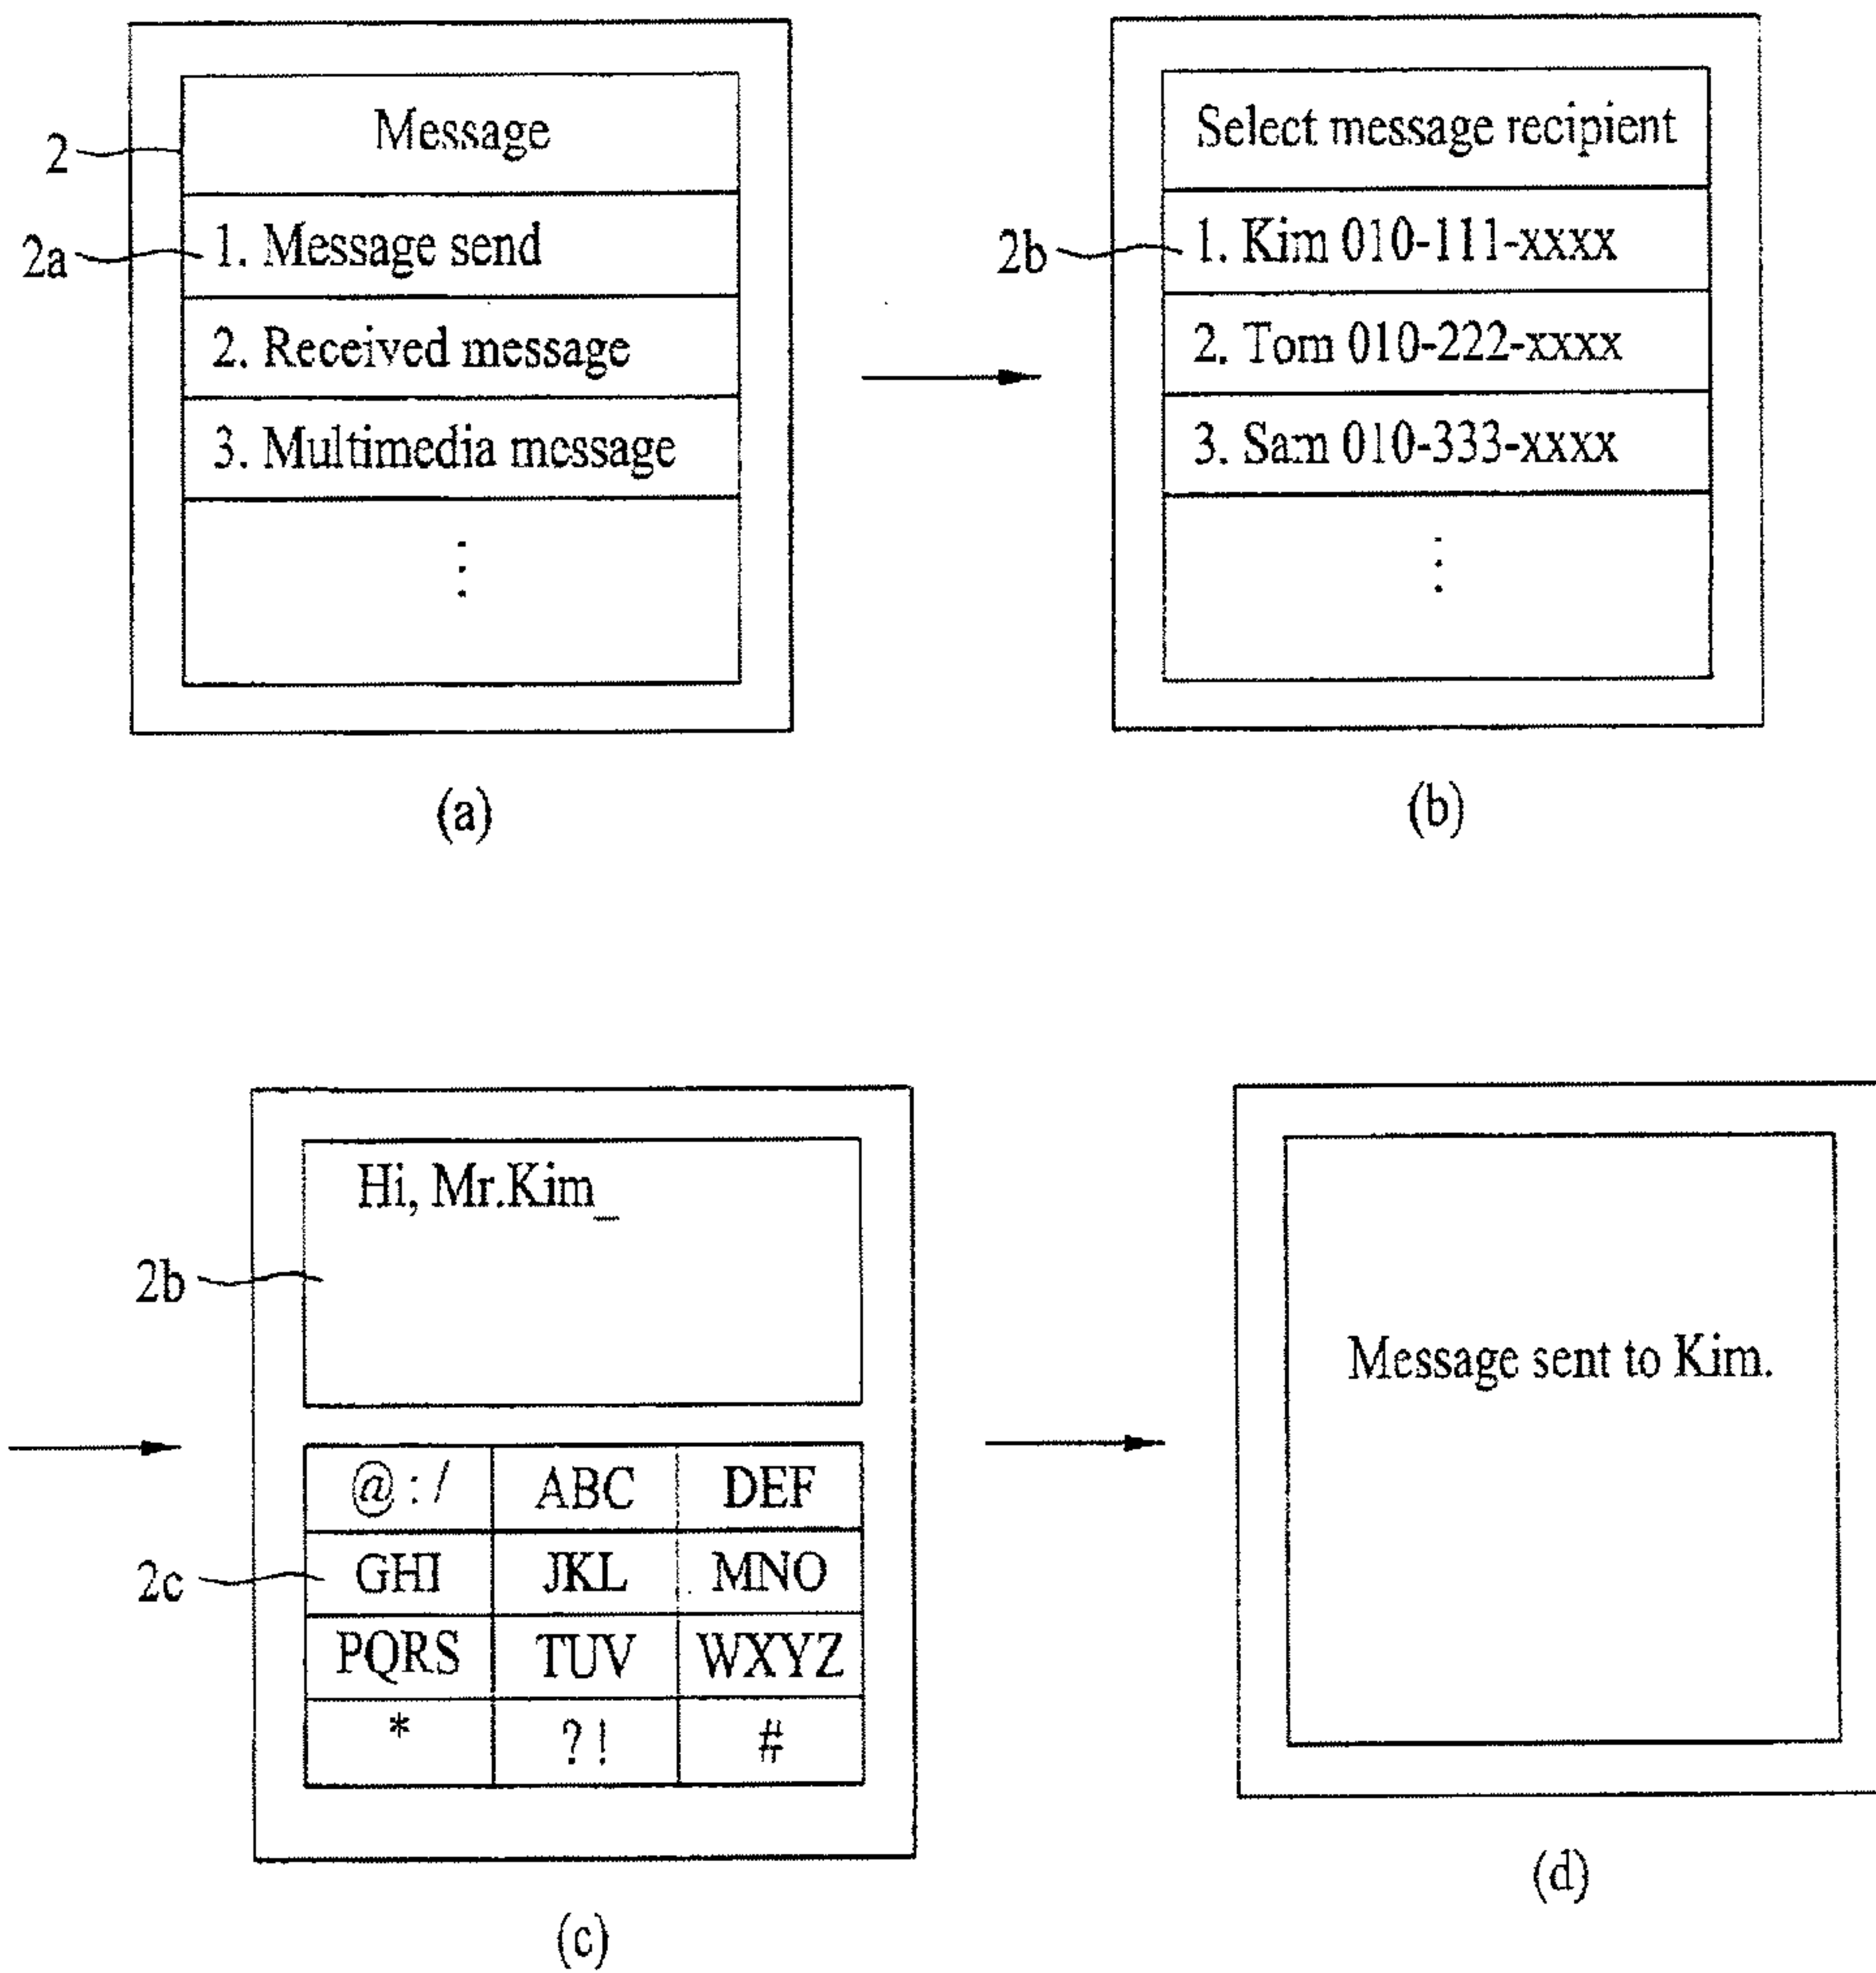 2
Message
2a
1. Message send
2. Received message
3. Multimedia message
(a)
Select message recipient
2b
1. Kim 010-111-xxxx
2. Tom 010-222-xxxx
3. Sam 010-333-xxxx
(b)
Hi, Mr.Kim_
2b
@ : / ABC DEF
2c
GHI JKL MNO
PQRS TUV WXYZ
* ? ! #
(c)
Message sent to Kim.
(d)